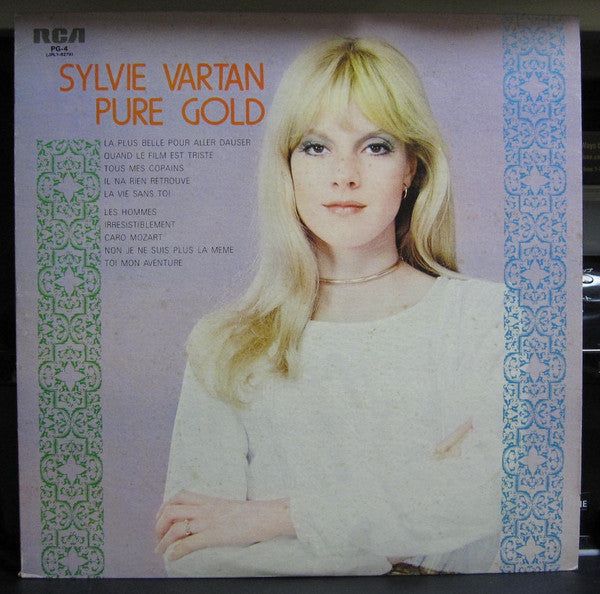 RCA
PG-4
SYLVIE VARTAN
PURE GOLD
LA PLUS BELLE POUR ALLER DAUSER
QUAND LE FILM EST TRISTE
TOUS MES COPAINS
IL NA RIEN RETROUVE
LA VIE SANS TOI
LES HOMMES
IRRESISTIBLEMENT
CARO MOZART
NON JE NE SUIS PLUS LA MEME
TOI MON AVENTURE